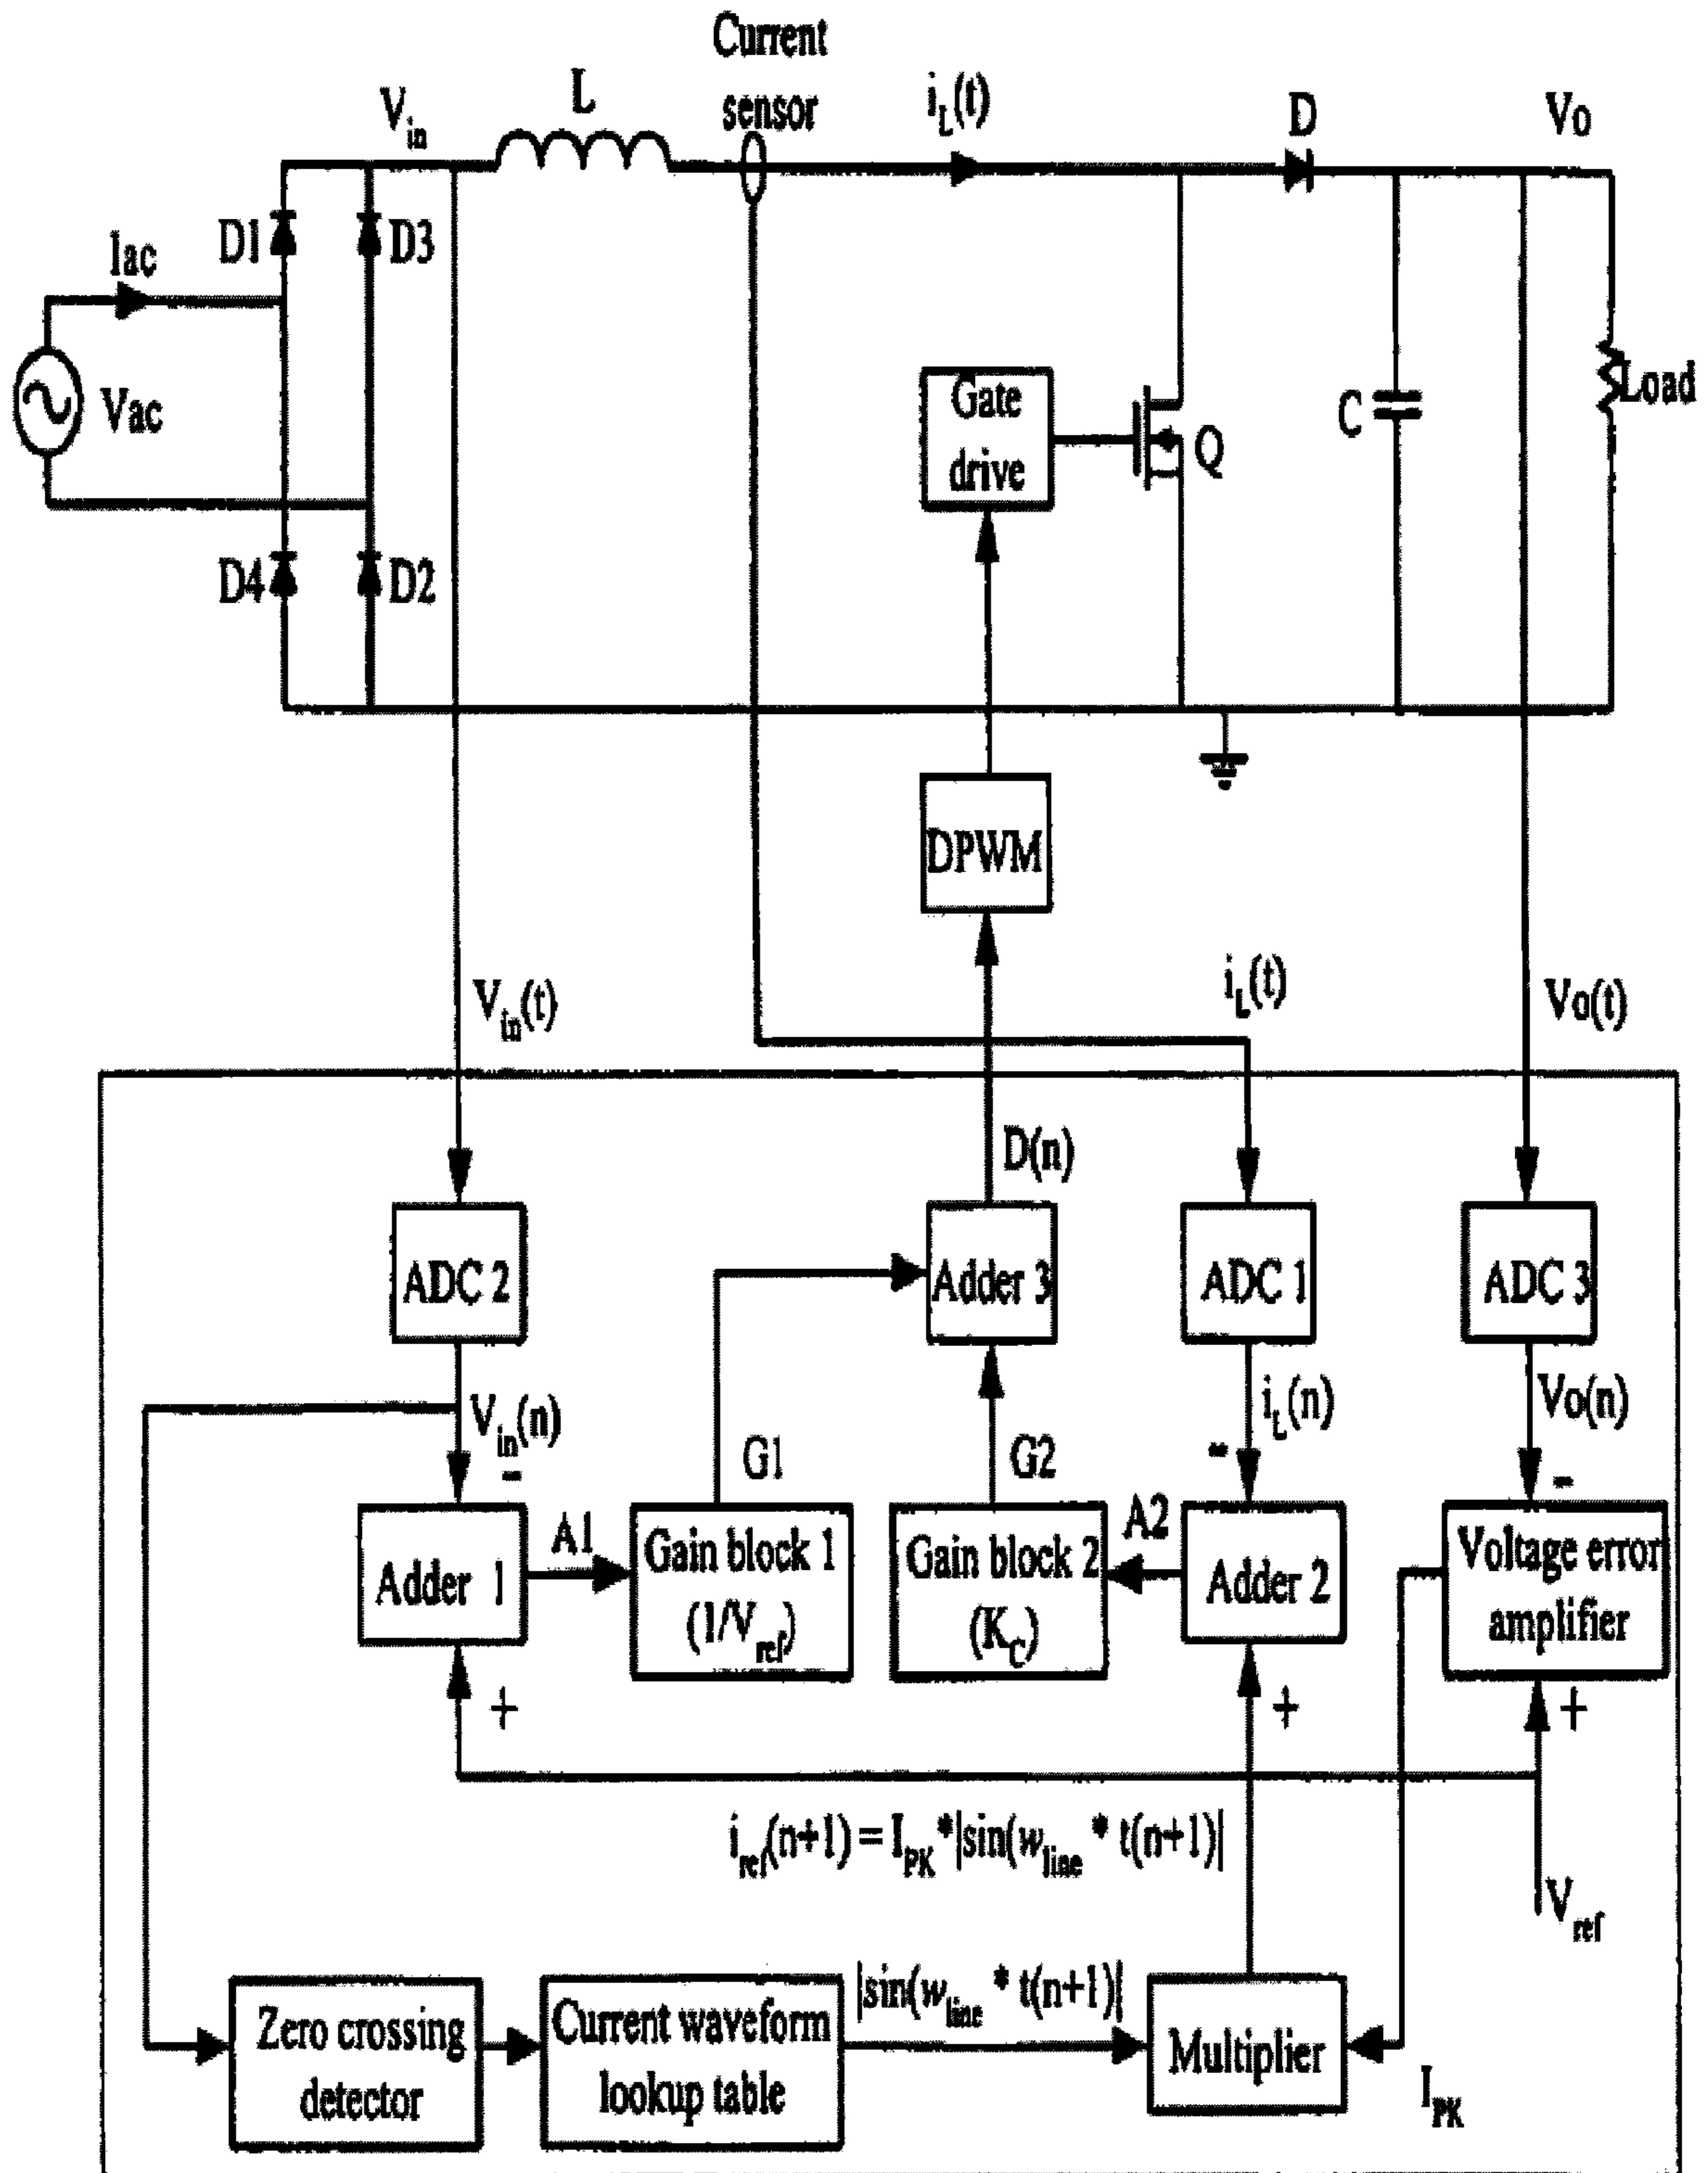 Current
sensor
V_in
L
i_L(t)
D
Vo
D1
D3
Iac
Vac
Gate
drive
Q
C
Load
D4
D2
DPWM
V_in(t)
i_L(t)
Vo(t)
D(n)
ADC 2
Adder 3
ADC 1
ADC 3
V_in(n)
-
G1
G2
i_L(n)
-
Vo(n)
-
Adder 1
A1
Gain block 1
(1/V_ref)
Gain block 2
(K_C)
A2
Adder 2
Voltage error
amplifier
+
+
+
i_ref(n+1) = I_PK*|sin(w_line * t(n+1)|
V_ref
Zero crossing
detector
Current waveform
lookup table
|sin(w_line * t(n+1)|
Multiplier
I_PK